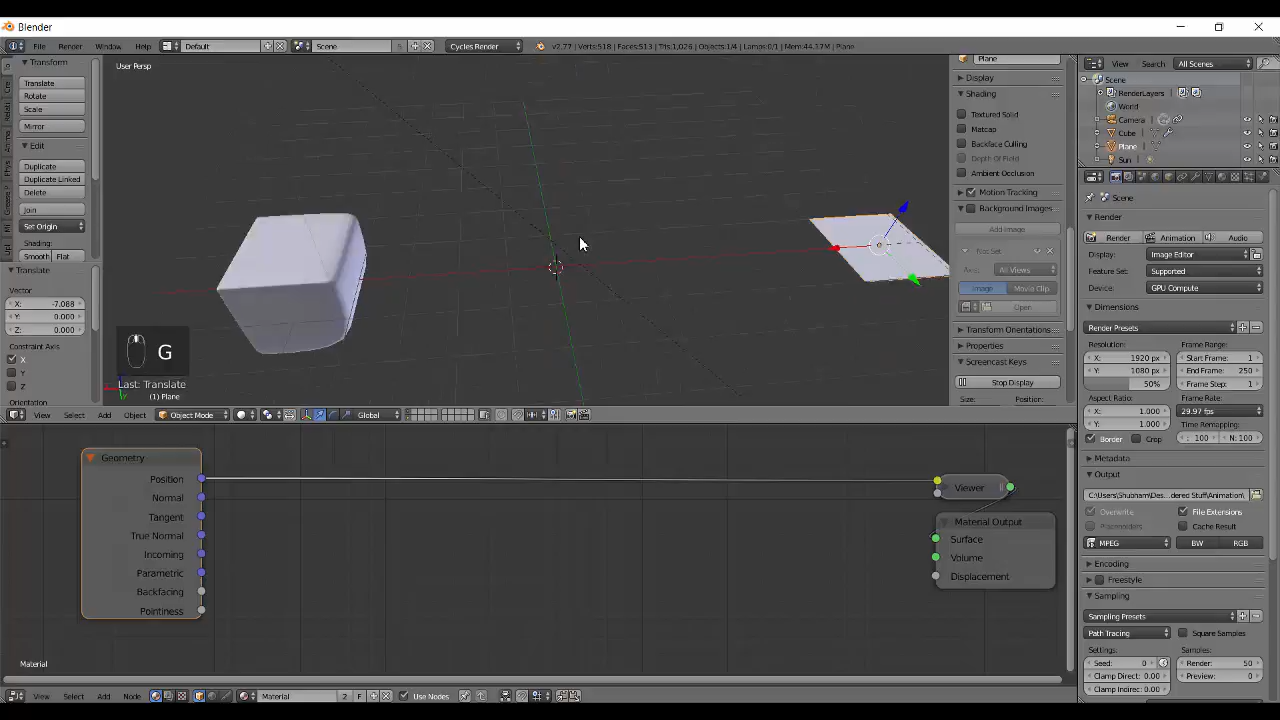 Blender
File Render Window Help Default Scene Cycles Render v2.77 | Verts:518 | Faces:513 | Tris:1,026 | Objects:1/4 | Lamps:0/1 | Mem:44.17M | Plane
Transform
Translate
Rotate
Scale
Mirror
Edit
Duplicate
Duplicate Linked
Delete
Join
Set Origin
Shading:
Smooth Flat
Translate
X: -7.088
Y: 0.000
Z: 0.000
Constraint Axis
X
Y
Z
Orientation
User Persp
G
Last: Translate
(1) Plane
View Select Add Object Object Mode Global
Plane
Display
Shading
Textured Solid
Matcap
Backface Culling
Depth Of Field
Ambient Occlusion
Motion Tracking
Background Images
Add Image
Not Set
Axis: All Views
Image Movie Clip
Open
Transform Orientations
Properties
Screencast Keys
Stop Display
Size: Position:
View Search All Scenes
Scene
RenderLayers
World
Camera
Cube
Plane
Sun
Scene
Render
Render Animation Audio
Display: Image Editor
Feature Set: Supported
Device: GPU Compute
Dimensions
Render Presets
Resolution: Frame Range:
X: 1920 px Start Frame: 1
Y: 1080 px End Frame: 250
50% Frame Step: 1
Aspect Ratio: Frame Rate:
X: 1.000 29.97 fps
Y: 1.000 Time Remapping:
Border Crop : 100 N: 100
Metadata
Output
C:\Users\Shubham\Des...dered Stuff\Animation\
Overwrite File Extensions
Placeholders Cache Result
MPEG BW RGB
Encoding
Freestyle
Sampling
Sampling Presets
Path Tracing Square Samples
Settings: Samples:
Seed: 0 Render: 50
Clamp Direct: 0.00 Preview: 0
Clamp Indirect: 0.00
Geometry
Position
Normal
Tangent
True Normal
Incoming
Parametric
Backfacing
Pointiness
Viewer
Material Output
Surface
Volume
Displacement
Material
View Select Add Node Material 2 F Use Nodes